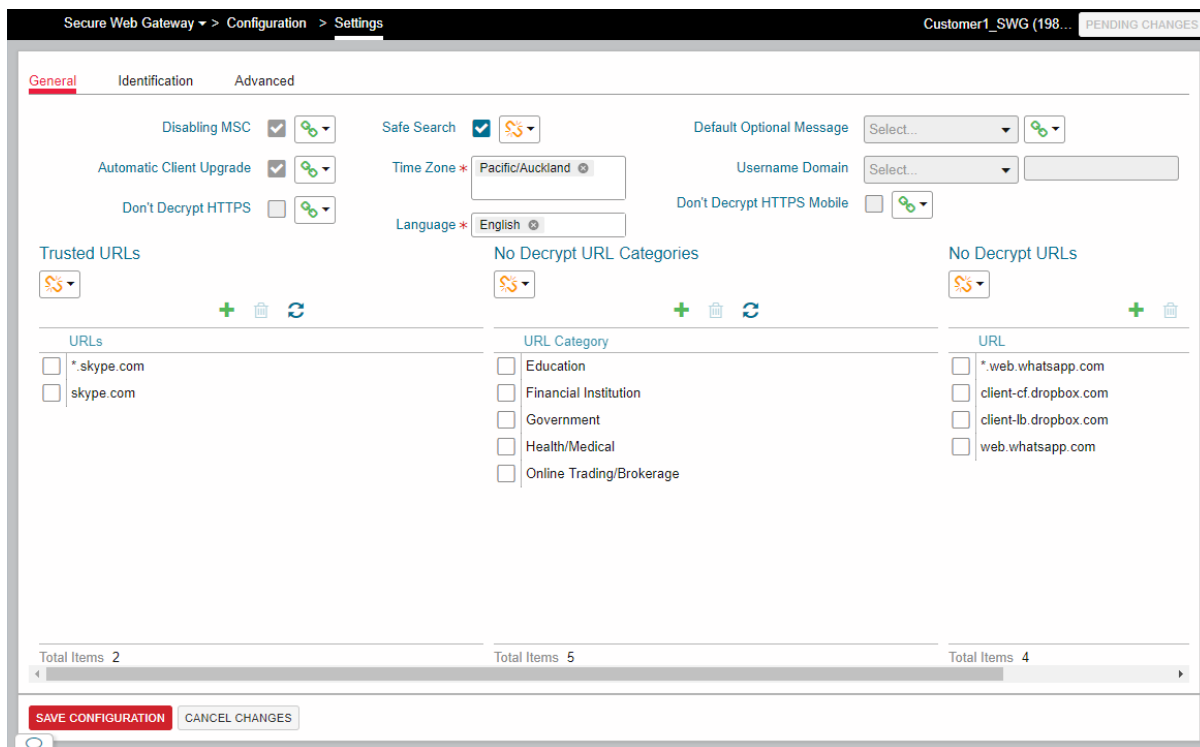 Secure Web Gateway > Configuration > Settings Customer1_SWG (198... PENDING CHANGES
General Identification Advanced
Disabling MSC Safe Search Default Optional Message Select...
Automatic Client Upgrade Time Zone * Pacific/Auckland Username Domain Select...
Don't Decrypt HTTPS Language * English Don't Decrypt HTTPS Mobile
Trusted URLs No Decrypt URL Categories No Decrypt URLs
URLs URL Category URL
*.skype.com Education *.web.whatsapp.com
skype.com Financial Institution client-cf.dropbox.com
Government client-lb.dropbox.com
Health/Medical web.whatsapp.com
Online Trading/Brokerage
Total Items 2 Total Items 5 Total Items 4
SAVE CONFIGURATION CANCEL CHANGES